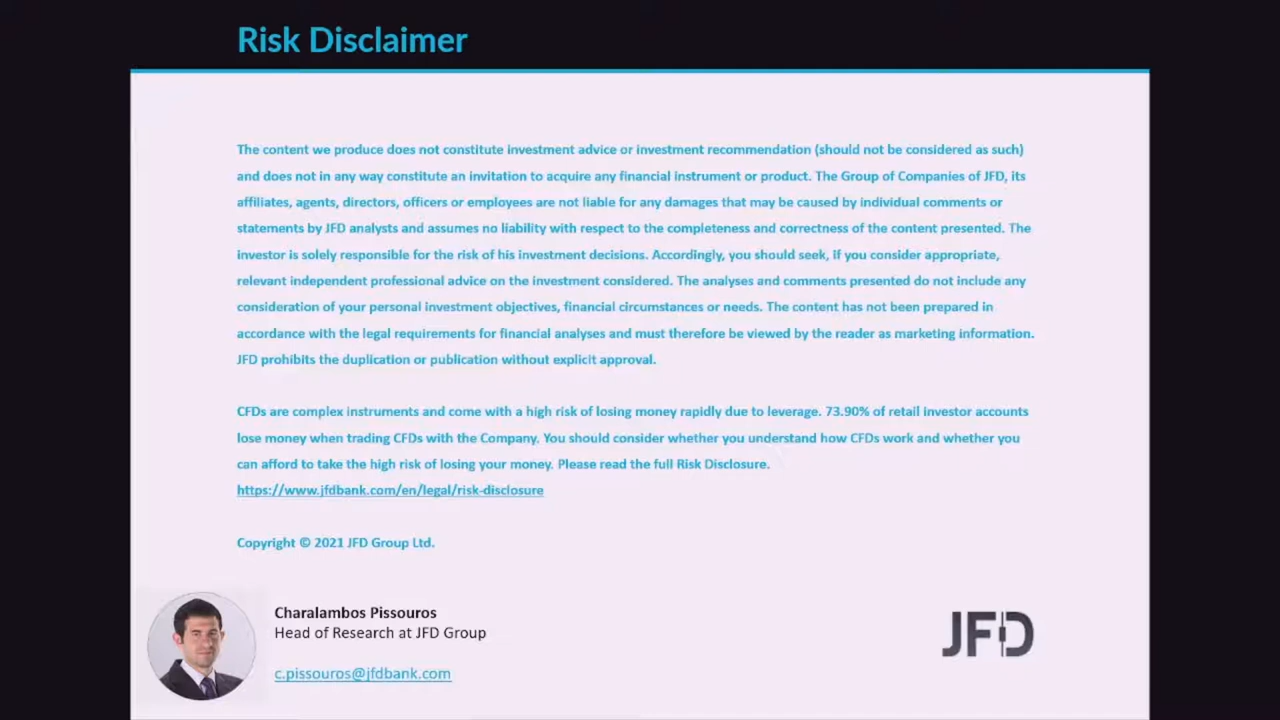 Risk Disclaimer
The content we produce does not constitute investment advice or investment recommendation (should not be considered as such)
and does not in any way constitute an invitation to acquire any financial instrument or product. The Group of Companies of JFD, its
affiliates, agents, directors, officers or employees are not liable for any damages that may be caused by individual comments or
statements by JFD analysts and assumes no liability with respect to the completeness and correctness of the content presented. The
investor is solely responsible for the risk of his investment decisions. Accordingly, you should seek, if you consider appropriate,
relevant independent professional advice on the investment considered. The analyses and comments presented do not include any
consideration of your personal investment objectives, financial circumstances or needs. The content has not been prepared in
accordance with the legal requirements for financial analyses and must therefore be viewed by the reader as marketing information.
JFD prohibits the duplication or publication without explicit approval.
CFDs are complex instruments and come with a high risk of losing money rapidly due to leverage. 73.90% of retail investor accounts
lose money when trading CFDs with the Company. You should consider whether you understand how CFDs work and whether you
can afford to take the high risk of losing your money. Please read the full Risk Disclosure.
https://www.jfdbank.com/en/legal/risk-disclosure
Copyright © 2021 JFD Group Ltd.
Charalambos Pissouros
Head of Research at JFD Group
c.pissouros@jfdbank.com
JFD